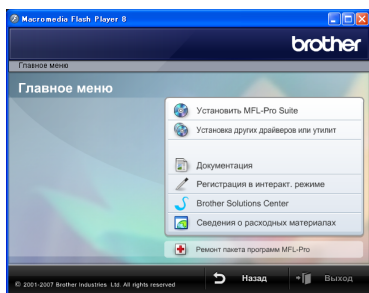 Macromedia Flash Player 8
brother
Главное меню
Главное меню
Установить MFL-Pro Suite
Установка других драйверов или утилит
Документация
Регистрация в интеракт. режиме
Brother Solutions Center
Сведения о расходных материалах
Ремонт пакета программ MFL-Pro
© 2001-2007 Brother Industries Ltd. All rights reserved
Назад
Выход